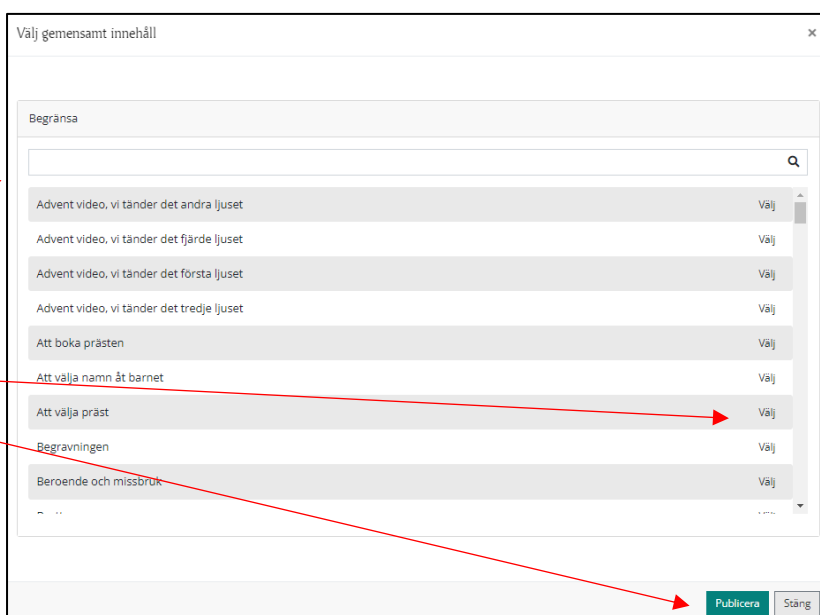 Välj gemensamt innehåll ×
Begränsa
Advent video, vi tänder det andra ljuset Välj
Advent video, vi tänder det fjärde ljuset Välj
Advent video, vi tänder det första ljuset Välj
Advent video, vi tänder det tredje ljuset Välj
Att boka prästen Välj
Att välja namn åt barnet Välj
Att välja präst Välj
Begravningen Välj
Beroende och missbruk Välj
Publicera Stäng